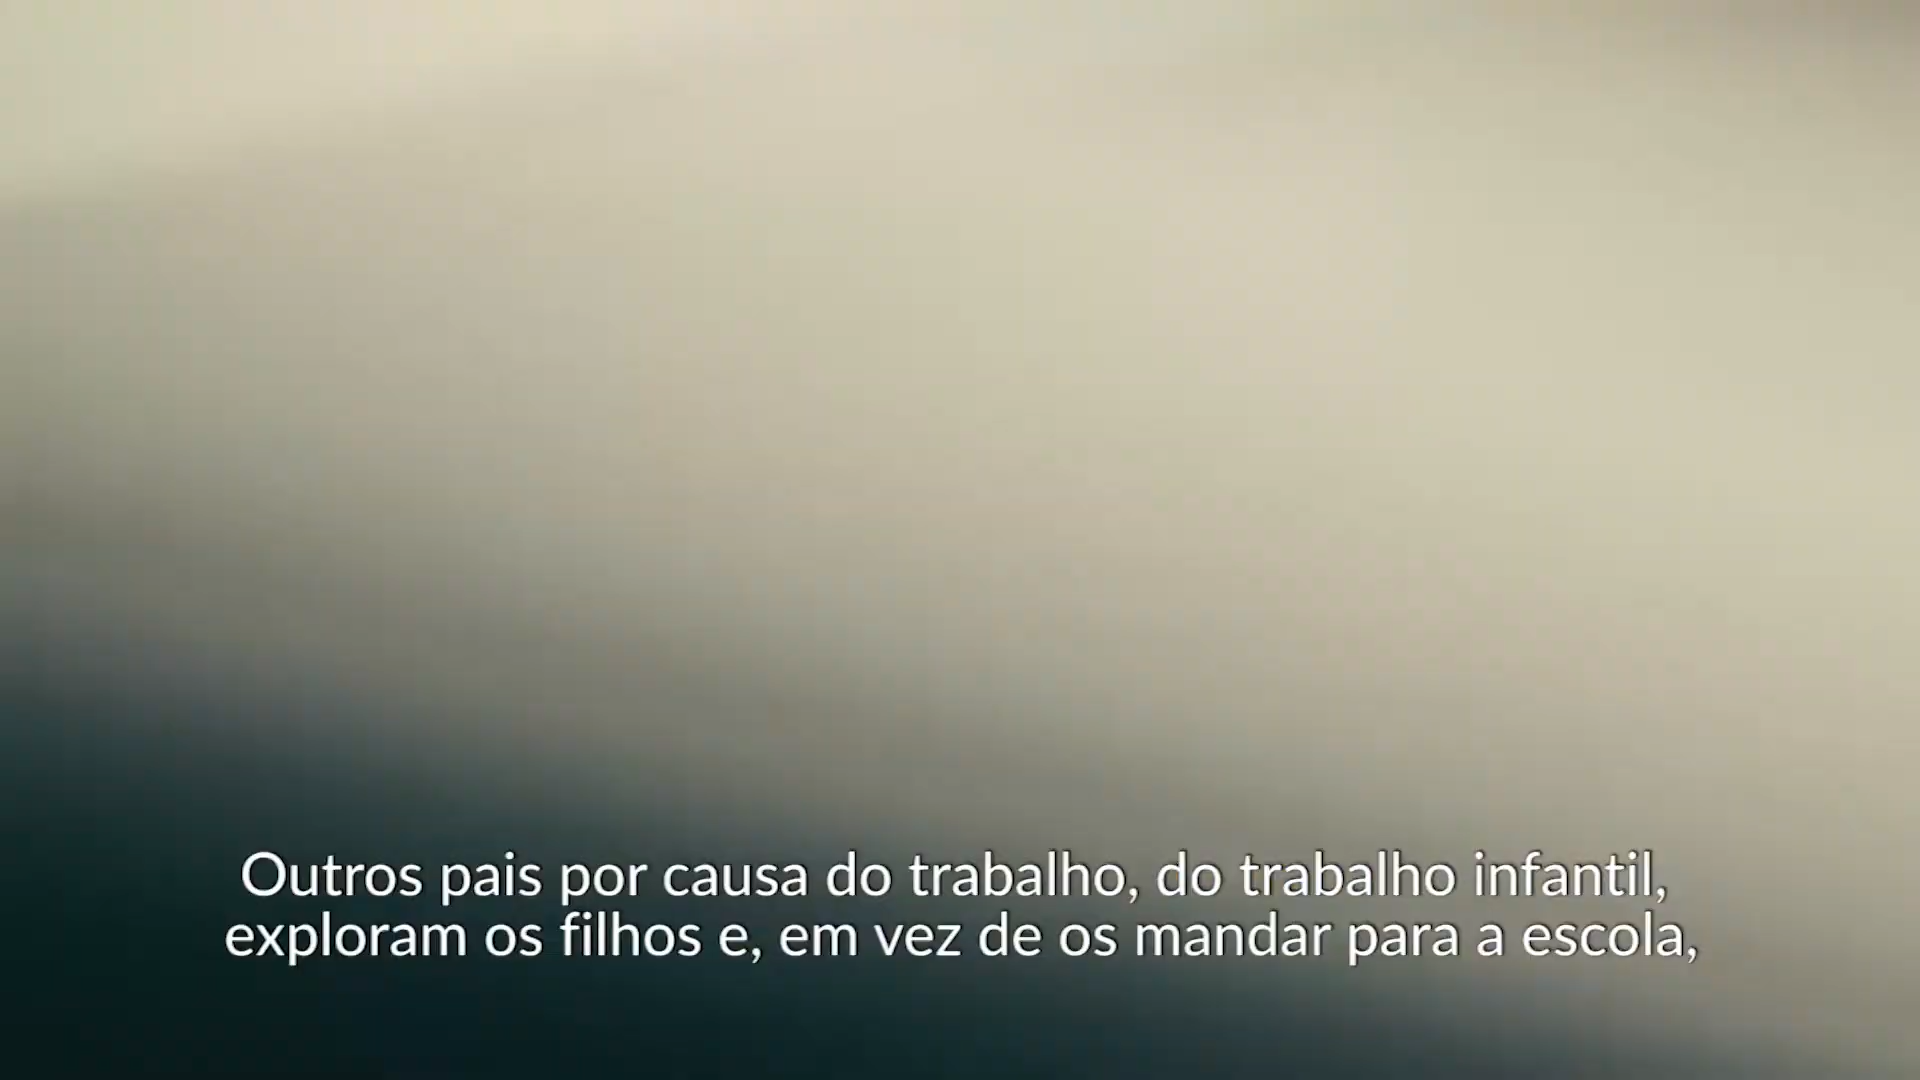 Outros pais por causa do trabalho, do trabalho infantil,
exploram os filhos e, em vez de os mandar para a escola,